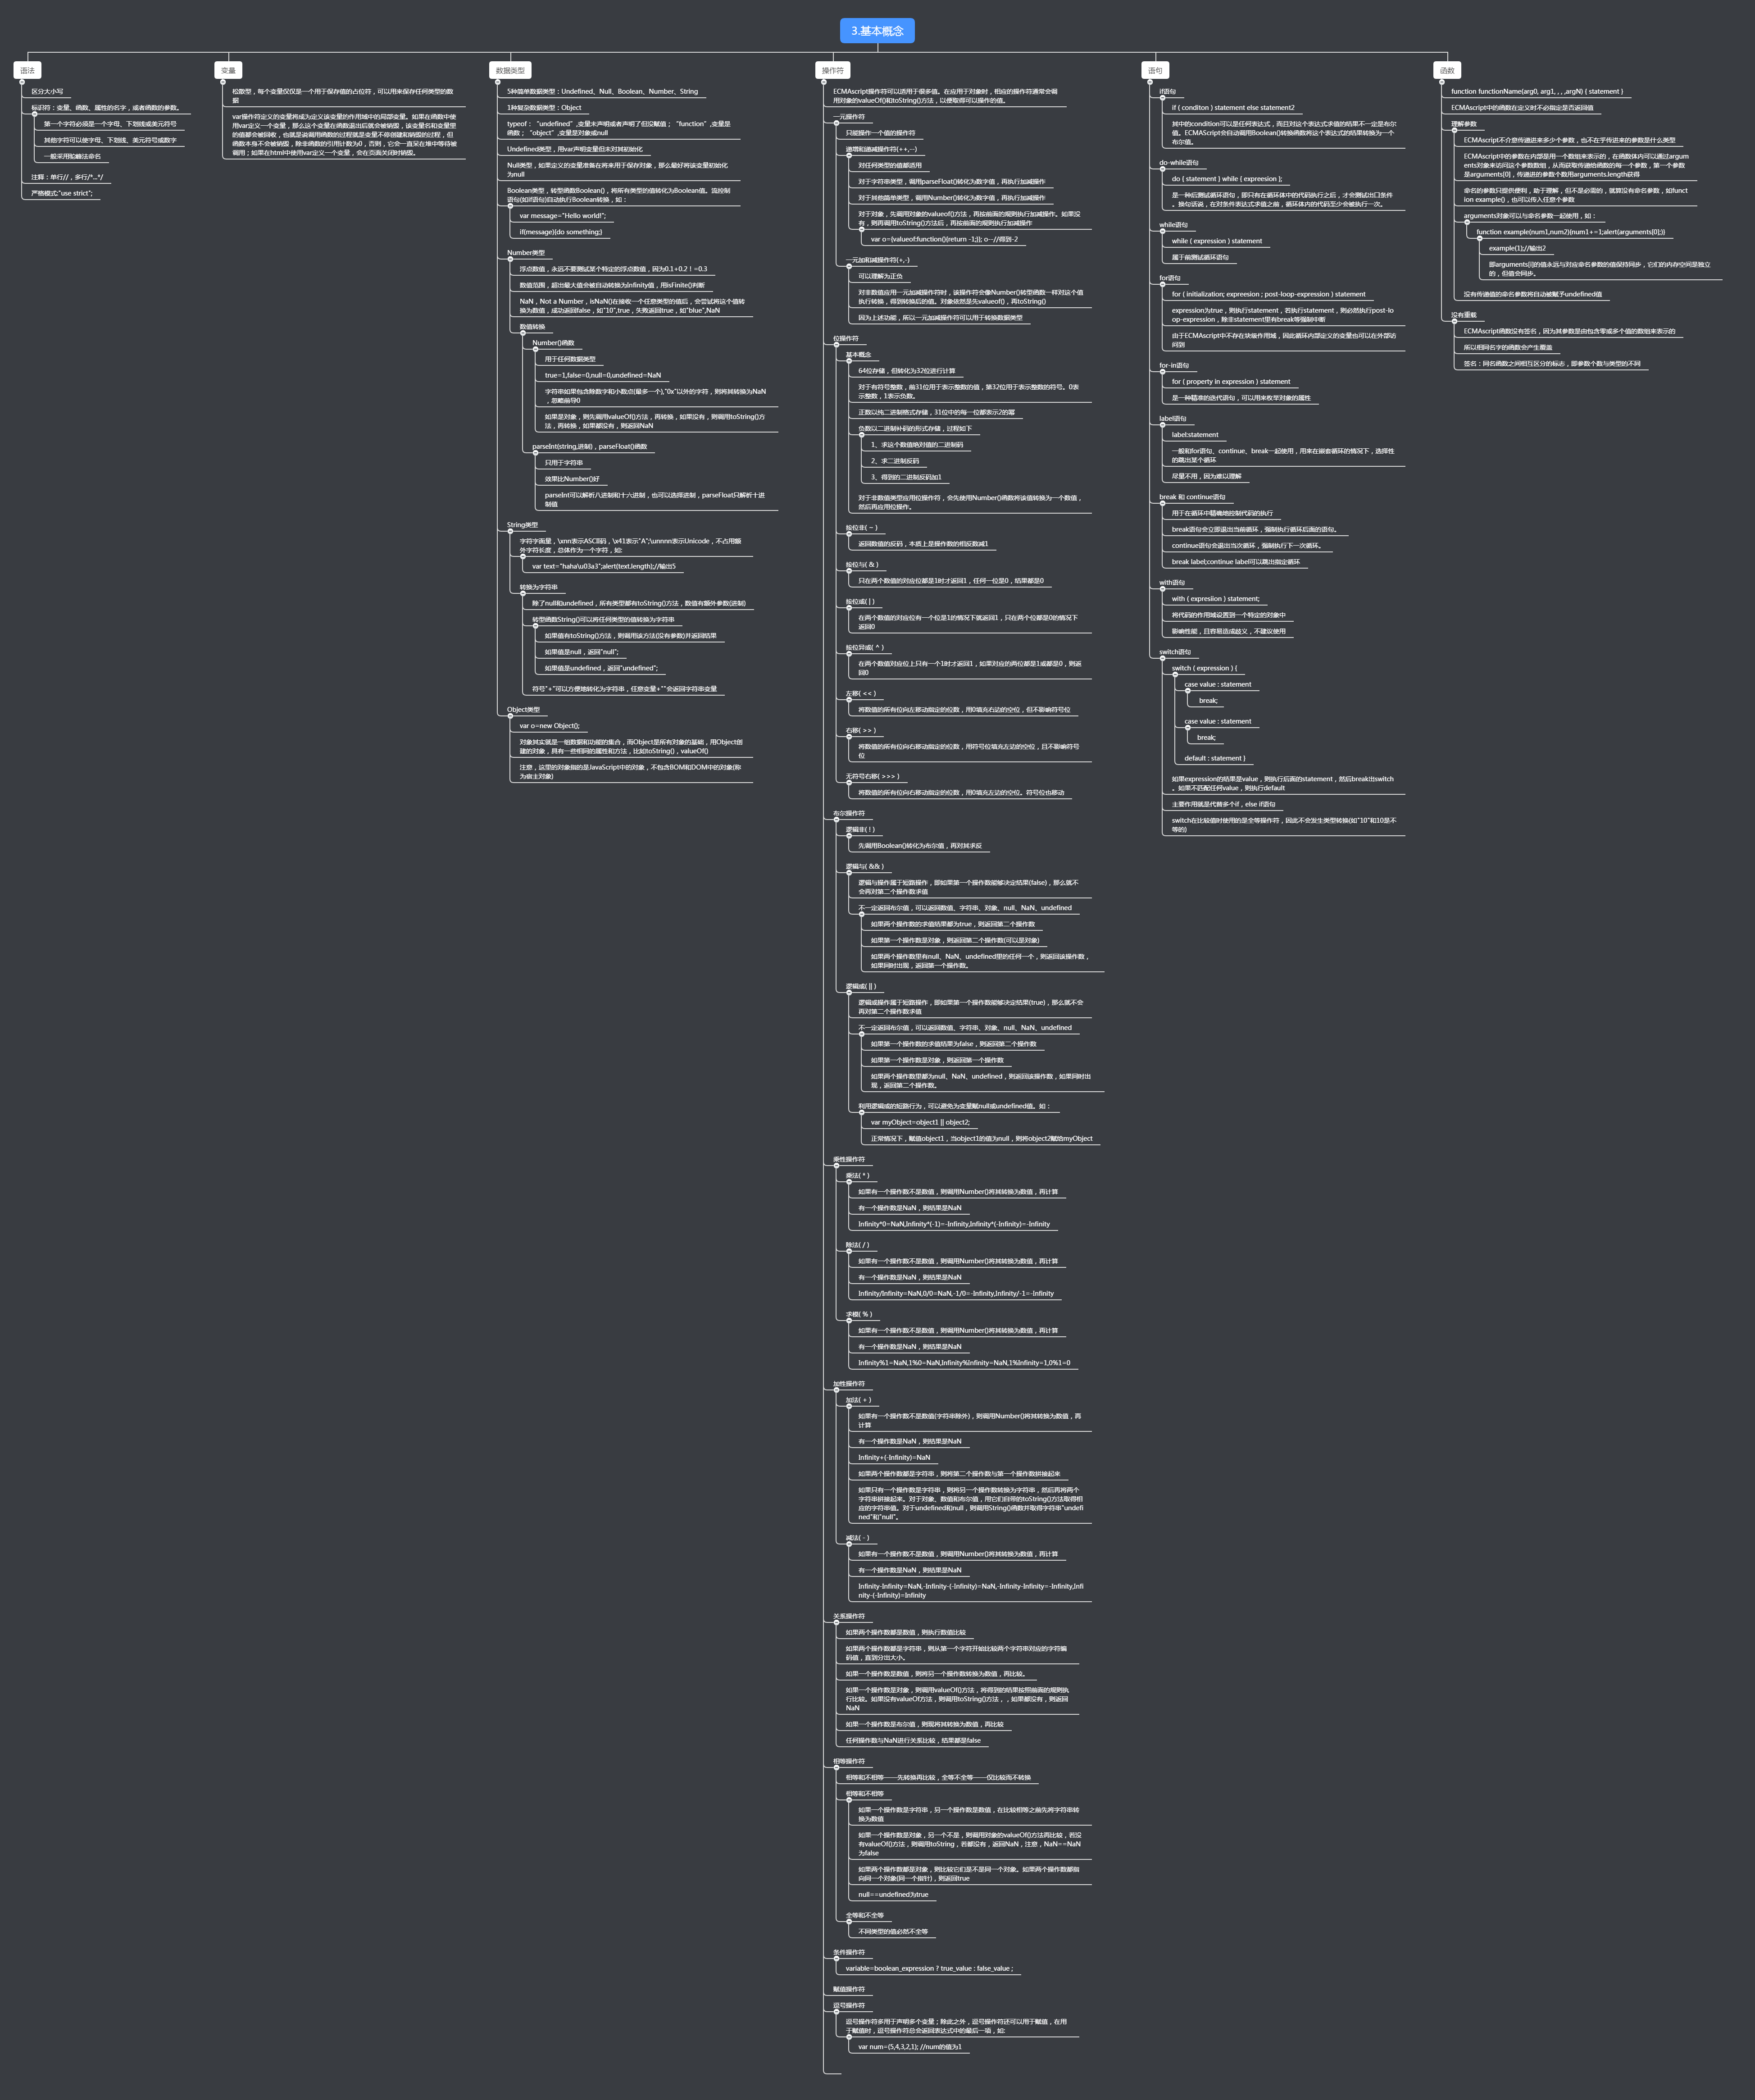 3.基本概念
语法
区分大小写
标识符：变量、函数、属性的名字，或者函数的参数。
第一个字符必须是一个字母、下划线或美元符号
其他字符可以使字母、下划线、美元符号或数字
一般采用驼峰法命名
注释：单行//，多行/*...*/
严格模式:"use strict";
变量
松散型，每个变量仅仅是一个用于保存值的占位符，可以用来保存任何类型的数
据
var操作符定义的变量将成为定义该变量的作用域中的局部变量。如果在函数中使
用var定义一个变量，那么这个变量在函数退出后就会被销毁，该变量名和变量里
的值都会被回收，也就是说调用函数的过程就是变量不停创建和销毁的过程，但
函数本身不会被销毁，除非函数的引用计数为0，否则，它会一直呆在堆中等待被
调用；如果在html中使用var定义一个变量，会在页面关闭时销毁。
数据类型
5种简单数据类型：Undefined、Null、Boolean、Number、String
1种复杂数据类型：Object
typeof： “undefined” ,变量未声明或者声明了但没赋值； “function” ,变量是
函数； “object” ,变量是对象或null
Undefined类型，用var声明变量但未对其初始化
Null类型，如果定义的变量准备在将来用于保存对象，那么最好将该变量初始化
为null
Boolean类型，转型函数Boolean()，将所有类型的值转化为Boolean值。流控制
语句(如if语句)自动执行Boolean转换，如：
var message="Hello world!";
if(message){do something;}
Number类型
浮点数值，永远不要测试某个特定的浮点数值，因为0.1+0.2！=0.3
数值范围，超出最大值会被自动转换为Infinity值，用isFinite()判断
NaN，Not a Number，isNaN()在接收一个任意类型的值后，会尝试将这个值转
换为数值，成功返回false，如"10",true，失败返回true，如"blue",NaN
数值转换
Number()函数
用于任何数据类型
true=1,false=0,null=0,undefined=NaN
字符串如果包含除数字和小数点(最多一个),"0x"以外的字符，则将其转换为NaN
，忽略前导0
如果是对象，则先调用valueOf()方法，再转换，如果没有，则调用toString()方
法，再转换，如果都没有，则返回NaN
parseInt(string,进制)，parseFloat()函数
只用于字符串
效果比Number()好
parseInt可以解析八进制和十六进制，也可以选择进制，parseFloat只解析十进
制值
String类型
字符字面量，\xnn表示ASCII码，\x41表示"A";\unnnn表示Unicode，不占用额
外字符长度，总体作为一个字符，如:
var text="haha\u03a3";alert(text.length);//输出5
转换为字符串
除了null和undefined，所有类型都有toString()方法，数值有额外参数(进制)
转型函数String()可以将任何类型的值转换为字符串
如果值有toString()方法，则调用该方法(没有参数)并返回结果
如果值是null，返回"null";
如果值是undefined，返回"undefined";
符号"+"可以方便地转化为字符串，任意变量+""会返回字符串变量
Object类型
var o=new Object();
对象其实就是一组数据和功能的集合，而Object是所有对象的基础，用Object创
建的对象，具有一些相同的属性和方法，比如toString()，valueOf()
注意，这里的对象指的是JavaScript中的对象，不包含BOM和DOM中的对象(称
为宿主对象)
操作符
ECMAScript操作符可以适用于很多值。在应用于对象时，相应的操作符通常会调
用对象的valueOf()和toString()方法，以便取得可以操作的值。
一元操作符
只能操作一个值的操作符
递增和递减操作符(++,--)
对任何类型的值都适用
对于字符串类型，调用parseFloat()转化为数字值，再执行加减操作
对于其他简单类型，调用Number()转化为数字值，再执行加减操作
对于对象，先调用对象的valueof()方法，再按前面的规则执行加减操作。如果没
有，则再调用toString()方法后，再按前面的规则执行加减操作
var o={valueof:function(){return -1;}}; o--//得到-2
一元加和减操作符(+,-)
可以理解为正负
对非数值应用一元加减操作符时，该操作符会像Number()转型函数一样对这个值
执行转换，得到转换后的值。对象依然是先valueof()，再toString()
因为上述功能，所以一元加减操作符可以用于转换数据类型
位操作符
基本概念
64位存储，但转化为32位进行计算
对于有符号整数，前31位用于表示整数的值，第32位用于表示整数的符号。0表
示整数，1表示负数。
正数以纯二进制格式存储，31位中的每一位都表示2的幂
负数以二进制补码的形式存储，过程如下
1、求这个数值绝对值的二进制码
2、求二进制反码
3、得到的二进制反码加1
对于非数值类型应用位操作符，会先使用Number()函数将该值转换为一个数值，
然后再应用位操作。
按位非( ~ )
返回数值的反码，本质上是操作数的相反数减1
按位与( & )
只在两个数值的对应位都是1时才返回1，任何一位是0，结果都是0
按位或( | )
在两个数值的对应位有一个位是1的情况下就返回1，只在两个位都是0的情况下
返回0
按位异或( ^ )
在两个数值对应位上只有一个1时才返回1，如果对应的两位都是1或都是0，则返
回0
左移( << )
将数值的所有位向左移动指定的位数，用0填充右边的空位，但不影响符号位
右移( >> )
将数值的所有位向右移动指定的位数，用符号位填充左边的空位，且不影响符号
位
无符号右移( >>> )
将数值的所有位向右移动指定的位数，用0填充左边的空位。符号位也移动
布尔操作符
逻辑非( ! )
先调用Boolean()转化为布尔值，再对其求反
逻辑与( && )
逻辑与操作属于短路操作，即如果第一个操作数能够决定结果(false)，那么就不
会再对第二个操作数求值
不一定返回布尔值，可以返回数值、字符串、对象、null、NaN、undefined
如果两个操作数的求值结果都为true，则返回第二个操作数
如果第一个操作数是对象，则返回第二个操作数(可以是对象)
如果两个操作数里有null、NaN、undefined里的任何一个，则返回该操作数，
如果同时出现，返回第一个操作数。
逻辑或( || )
逻辑或操作属于短路操作，即如果第一个操作数能够决定结果(true)，那么就不会
再对第二个操作数求值
不一定返回布尔值，可以返回数值、字符串、对象、null、NaN、undefined
如果第一个操作数的求值结果为false，则返回第二个操作数
如果第一个操作数是对象，则返回第一个操作数
如果两个操作数里都为null、NaN、undefined，则返回该操作数，如果同时出
现，返回第二个操作数。
利用逻辑或的短路行为，可以避免为变量赋null或undefined值。如：
var myObject=object1 || object2;
正常情况下，赋值object1，当object1的值为null，则将object2赋给myObject
乘性操作符
乘法( * )
如果有一个操作数不是数值，则调用Number()将其转换为数值，再计算
有一个操作数是NaN，则结果是NaN
Infinity*0=NaN,Infinity*(-1)=-Infinity,Infinity*(-Infinity)=-Infinity
除法( / )
如果有一个操作数不是数值，则调用Number()将其转换为数值，再计算
有一个操作数是NaN，则结果是NaN
Infinity/Infinity=NaN,0/0=NaN,-1/0=-Infinity,Infinity/-1=-Infinity
求模( % )
如果有一个操作数不是数值，则调用Number()将其转换为数值，再计算
有一个操作数是NaN，则结果是NaN
Infinity%1=NaN,1%0=NaN,Infinity%Infinity=NaN,1%Infinity=1,0%1=0
加性操作符
加法( + )
如果有一个操作数不是数值(字符串除外)，则调用Number()将其转换为数值，再
计算
有一个操作数是NaN，则结果是NaN
Infinity+(-Infinity)=NaN
如果两个操作数都是字符串，则将第二个操作数与第一个操作数拼接起来
如果只有一个操作数是字符串，则将另一个操作数转换为字符串，然后再将两个
字符串拼接起来。对于对象、数值和布尔值，用它们自带的toString()方法取得相
应的字符串值。对于undefined和null，则调用String()函数并取得字符串"undefi
ned"和"null"。
减法( - )
如果有一个操作数不是数值，则调用Number()将其转换为数值，再计算
有一个操作数是NaN，则结果是NaN
Infinity-Infinity=NaN,-Infinity-(-Infinity)=NaN,-Infinity-Infinity=-Infinity,Infi
nity-(-Infinity)=Infinity
关系操作符
如果两个操作数都是数值，则执行数值比较
如果两个操作数都是字符串，则从第一个字符开始比较两个字符串对应的字符编
码值，直到分出大小。
如果一个操作数是数值，则将另一个操作数转换为数值，再比较。
如果一个操作数是对象，则调用valueOf()方法，将得到的结果按照前面的规则执
行比较。如果没有valueOf方法，则调用toString()方法，，如果都没有，则返回
NaN
如果一个操作数是布尔值，则现将其转换为数值，再比较
任何操作数与NaN进行关系比较，结果都是false
相等操作符
相等和不相等——先转换再比较，全等不全等——仅比较而不转换
相等和不相等
如果一个操作数是字符串，另一个操作数是数值，在比较相等之前先将字符串转
换为数值
如果一个操作数是对象，另一个不是，则调用对象的valueOf()方法再比较，若没
有valueOf()方法，则调用toString，若都没有，返回NaN，注意，NaN==NaN
为false
如果两个操作数都是对象，则比较它们是不是同一个对象。如果两个操作数都指
向同一个对象(同一个指针)，则返回true
null==undefined为true
全等和不全等
不同类型的值必然不全等
条件操作符
variable=boolean_expression ? true_value : false_value ;
赋值操作符
逗号操作符
逗号操作符多用于声明多个变量；除此之外，逗号操作符还可以用于赋值，在用
于赋值时，逗号操作符总会返回表达式中的最后一项，如:
var num=(5,4,3,2,1); //num的值为1
语句
if语句
if ( conditon ) statement else statement2
其中的condition可以是任何表达式，而且对这个表达式求值的结果不一定是布尔
值。ECMAScript会自动调用Boolean()转换函数将这个表达式的结果转换为一个
布尔值。
do-while语句
do { statement } while ( expreesion );
是一种后测试循环语句，即只有在循环体中的代码执行之后，才会测试出口条件
。换句话说，在对条件表达式求值之前，循环体内的代码至少会被执行一次。
while语句
while ( expression ) statement
属于前测试循环语句
for语句
for ( initialization; expreesion ; post-loop-expression ) statement
expression为true，则执行statement，若执行statement，则必然执行post-lo
op-expression，除非statement里有break等强制中断
由于ECMAscript中不存在块级作用域，因此循环内部定义的变量也可以在外部访
问到
for-in语句
for ( property in expression ) statement
是一种精准的迭代语句，可以用来枚举对象的属性
label语句
label:statement
一般和for语句、continue、break一起使用，用来在嵌套循环的情况下，选择性
的跳出某个循环
尽量不用，因为难以理解
break 和 continue语句
用于在循环中精确地控制代码的执行
break语句会立即退出当前循环，强制执行循环后面的语句。
continue语句会退出当次循环，强制执行下一次循环。
break label;continue label可以跳出指定循环
with语句
with ( expresiion ) statement;
将代码的作用域设置到一个特定的对象中
影响性能，且容易造成歧义，不建议使用
switch语句
switch ( expression ) {
case value : statement
break;
case value : statement
break;
default : statement }
如果expression的结果是value，则执行后面的statement，然后break出switch
。如果不匹配任何value，则执行default
主要作用就是代替多个if，else if语句
switch在比较值时使用的是全等操作符，因此不会发生类型转换(如"10"和10是不
等的)
函数
function functionName(arg0, arg1, , , ,argN) { statement }
ECMAscript中的函数在定义时不必指定是否返回值
理解参数
ECMAscript不介意传递进来多少个参数，也不在乎传进来的参数是什么类型
ECMAscript中的参数在内部是用一个数组来表示的，在函数体内可以通过argum
ents对象来访问这个参数数组，从而获取传递给函数的每一个参数，第一个参数
是arguments[0]，传递进的参数个数用arguments.length获得
命名的参数只提供便利，助于理解，但不是必需的，就算没有命名参数，如funct
ion example()，也可以传入任意个参数
arguments对象可以与命名参数一起使用，如：
function example(num1,num2){num1+=1;alert(arguments[0];)}
example(1);//输出2
即arguments[]的值永远与对应命名参数的值保持同步，它们的内存空间是独立
的，但值会同步。
没有传递值的命名参数将自动被赋予undefined值
没有重载
ECMAscript函数没有签名，因为其参数是由包含零或多个值的数组来表示的
所以相同名字的函数会产生覆盖
签名：同名函数之间相互区分的标志，即参数个数与类型的不同